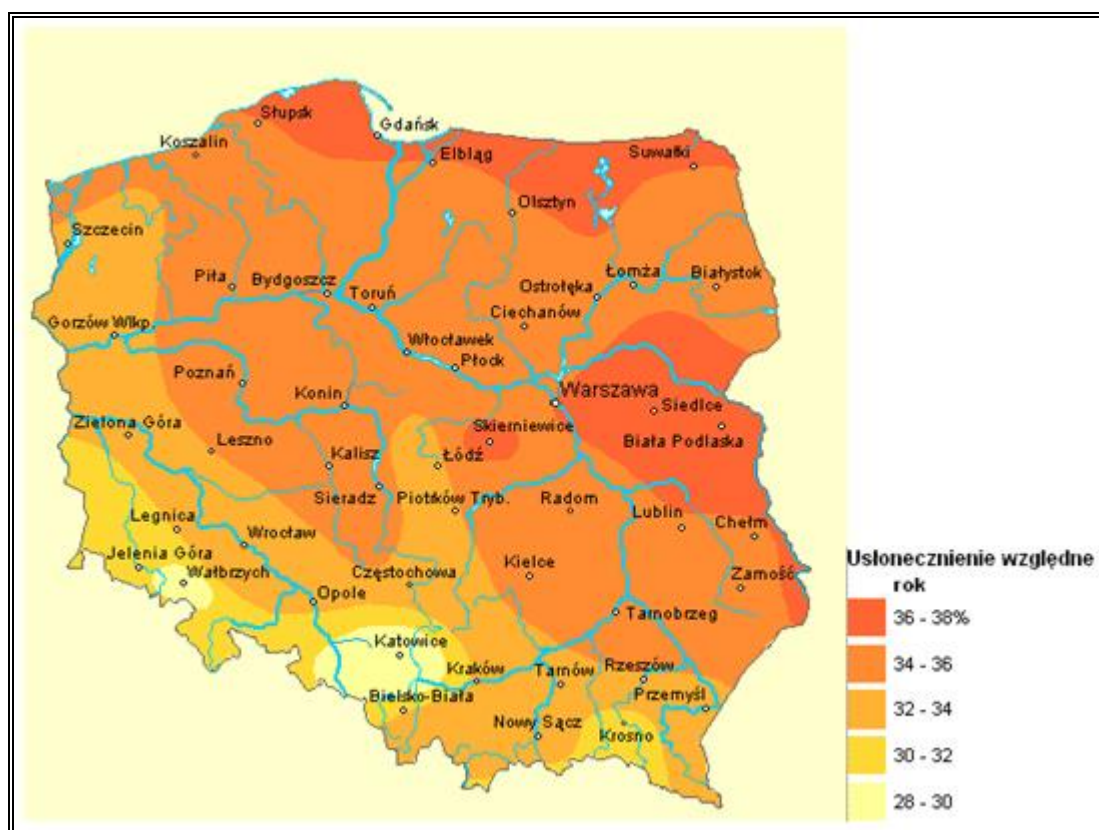 Słupsk
Gdańsk
Koszalin
Elbląg
Suwałki
Olsztyn
Szczecin
Piła
Bydgoszcz
Toruń
Ostrołęka
Łomża
Białystok
Ciechanów
Gorzów Wlkp.
Włocławek
Płock
Poznań
Konin
Warszawa
Siedlce
Zielona Góra
Skierniewice
Biała Podlaska
Leszno
Kalisz
Łódź
Sieradz
Piotrków Tryb.
Radom
Lublin
Chełm
Legnica
Wrocław
Jelenia Góra
Wałbrzych
Częstochowa
Kielce
Zamość
Opole
Tarnobrzeg
Katowice
Kraków
Tarnów
Rzeszów
Bielsko-Biała
Przemyśl
Nowy Sącz
Krosno
Usłonecznienie względne
rok
36 - 38%
34 - 36
32 - 34
30 - 32
28 - 30